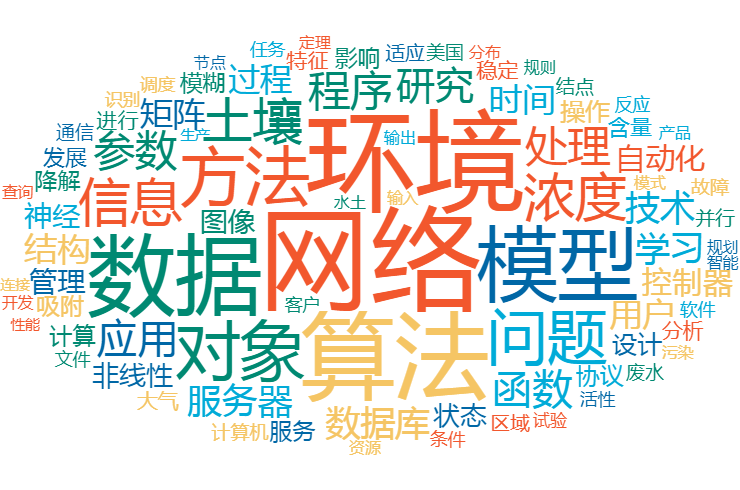 定理
节点
任务
特征
影响
适应
美国
分布
调度
模糊
过程
程序
研究
稳定
规则
识别
结点
进行
矩阵
土壤
时间
操作
反应
通信
生产
参数
环境
输出
处理
含量
产品
发展
方法
自动化
降解
信息
查询
水土
输入
浓度
模式
故障
神经
图像
网络
技术
并行
结构
数据
模型
学习
规划
智能
连接
管理
控制器
开发
吸附
客户
用户
软件
性能
计算
应用
对象
算法
问题
设计
分析
文件
非线性
协议
废水
污染
大气
服务器
函数
活性
计算机
服务
数据库
状态
区域
试验
资源
条件